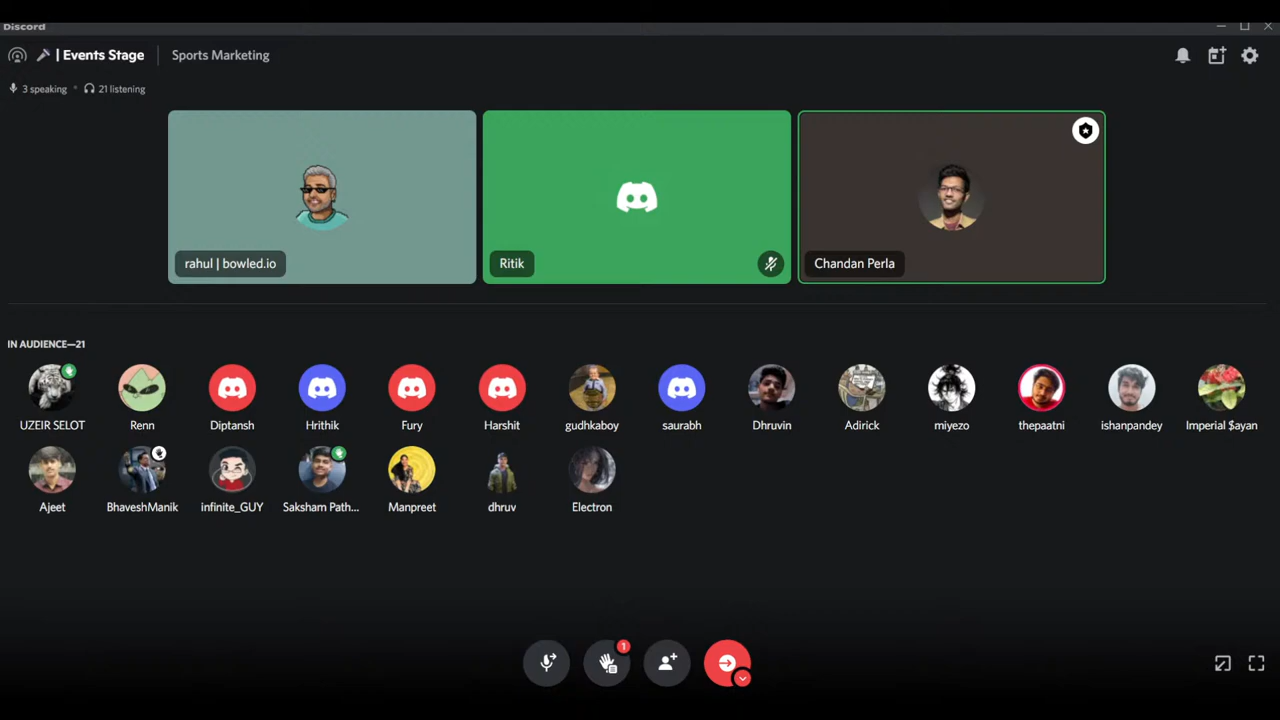 Discord
| Events Stage
Sports Marketing
3 speaking • 21 listening
rahul | bowled.io
Ritik
Chandan Perla
IN AUDIENCE—21
UZEIR SELOT
Renn
Diptansh
Hrithik
Fury
Harshit
gudhkaboy
saurabh
Dhruvin
Adirick
miyezo
thepaatni
ishanpandey
Imperial $ayan
Ajeet
BhaveshManik
infinite_GUY
Saksham Path...
Manpreet
dhruv
Electron
1